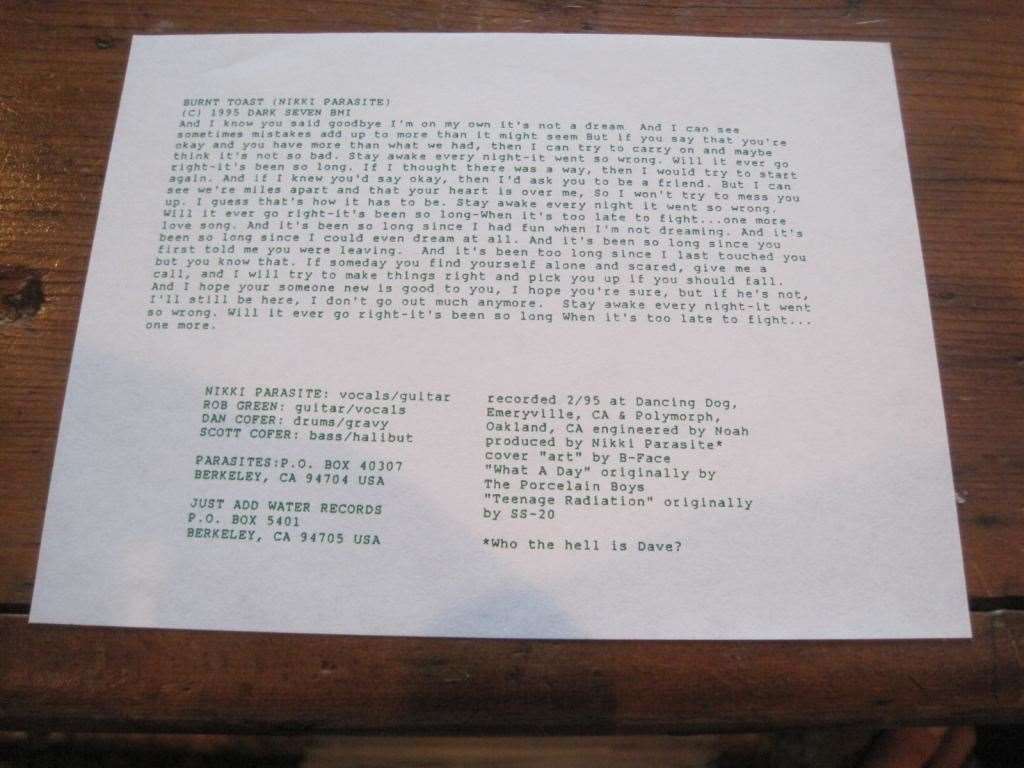 BURNT TOAST (NIKKI PARASITE)
(C) 1995 DARK SEVEN BMI
And I know you said goodbye I'm on my own it's not a dream. And I can see
sometimes mistakes add up to more than it might seem But if you say that you're
okay and you have more than what we had, then I can try to carry on and maybe
think it's not so bad. Stay awake every night-it went so wrong. Will it ever go
right-it's been so long. If I thought there was a way, then I would try to start
again. And if I knew you'd say okay, then I'd ask you to be a friend. But I can
see we're miles apart and that your heart is over me, So I won't try to mess you
up. I guess that's how it has to be. Stay awake every night it went so wrong.
Will it ever go right-it's been so long-When it's too late to fight...one more
love song. And it's been so long since I had fun when I'm not dreaming. And it's
been so long since I could even dream at all. And it's been so long since you
first told me you were leaving.  And it's been too long since I last touched you
but you know that. If someday you find yourself alone and scared, give me a
call, and I will try to make things right and pick you up if you should fall.
And I hope your someone new is good to you, I hope you're sure, but if he's not,
I'll still be here, I don't go out much anymore.  Stay awake every night-it went
so wrong. Will it ever go right-it's been so long When it's too late to fight...
one more.
NIKKI PARASITE: vocals/guitar
ROB GREEN: guitar/vocals
DAN COFER: drums/gravy
SCOTT COFER: bass/halibut
PARASITES:P.O. BOX 40307
BERKELEY, CA 94704 USA
JUST ADD WATER RECORDS
P.O. BOX 5401
BERKELEY, CA 94705 USA
recorded 2/95 at Dancing Dog,
Emeryville, CA & Polymorph,
Oakland, CA engineered by Noah
produced by Nikki Parasite*
cover "art" by B-Face
"What A Day" originally by
The Porcelain Boys
"Teenage Radiation" originally
by SS-20
*Who the hell is Dave?